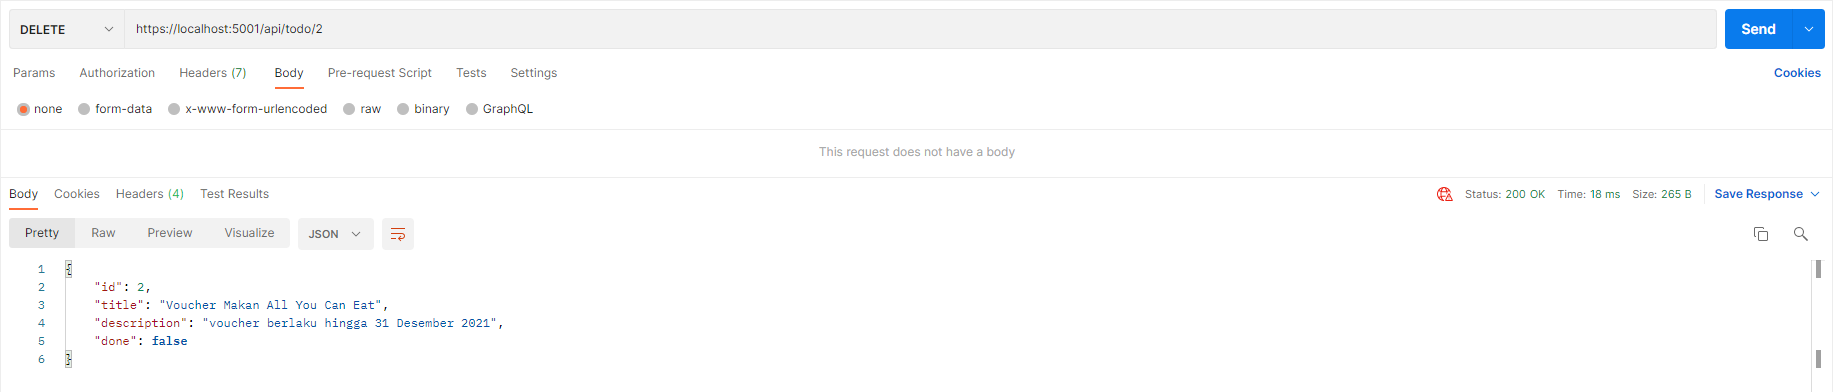 DELETE https://localhost:5001/api/todo/2 Send
Params Authorization Headers (7) Body Pre-request Script Tests Settings Cookies
none form-data x-www-form-urlencoded raw binary GraphQL
This request does not have a body
Body Cookies Headers (4) Test Results Status: 200 OK Time: 18 ms Size: 265 B Save Response
Pretty Raw Preview Visualize JSON
1 {
2 "id": 2,
3 "title": "Voucher Makan All You Can Eat",
4 "description": "voucher berlaku hingga 31 Desember 2021",
5 "done": false
6 }